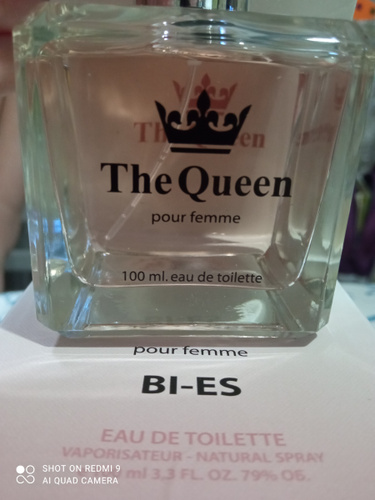 The Queen
pour femme
100 ml. eau de toilette
pour femme
BI-ES
EAU DE TOILETTE
VAPORISATEUR - NATURAL SPRAY
ml 3.3 FL. OZ. 79% OБ.
SHOT ON REDMI 9
AI QUAD CAMERA